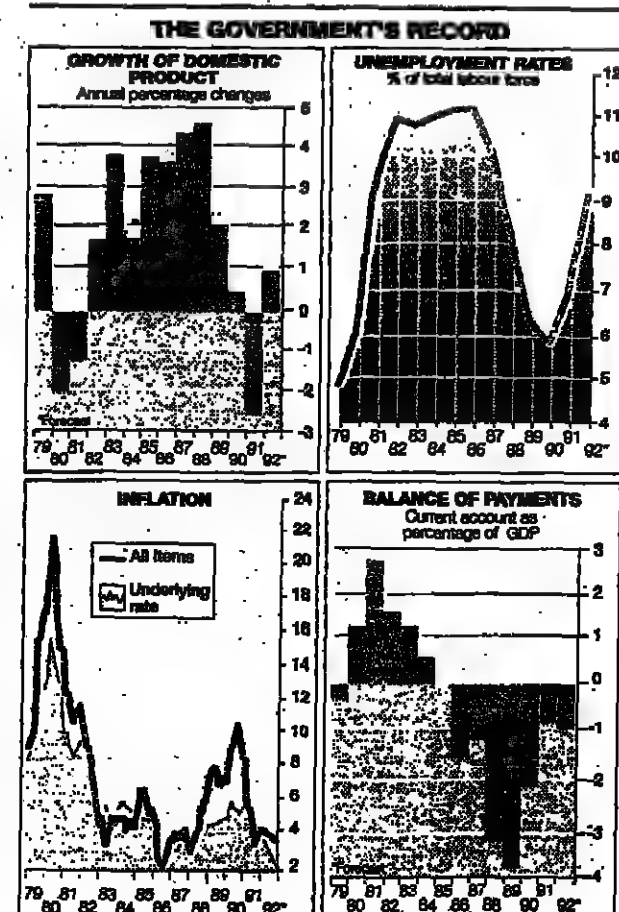 THE GOVERNMENT'S RECORD
GROWTH OF DOMESTIC
PRODUCT
Annual percentage changes
5
4
3
2
1
0
-1
-2
-3
Forecast
79 81 83 85 87 89 91
80 82 84 86 88 90 92*
UNEMPLOYMENT RATES
% of total labour force
12
11
10
9
8
7
6
5
4
79 81 83 85 87 89 91
80 82 84 86 88 90 92*
INFLATION
All items
Underlying
rate
24
22
20
18
16
14
12
10
8
6
4
2
79 81 83 85 87 89 91
80 82 84 86 88 90 92*
BALANCE OF PAYMENTS
Current account as
percentage of GDP
3
2
1
0
-1
-2
-3
-4
Forecast
79 81 83 85 87 89 91
80 82 84 86 88 90 92*